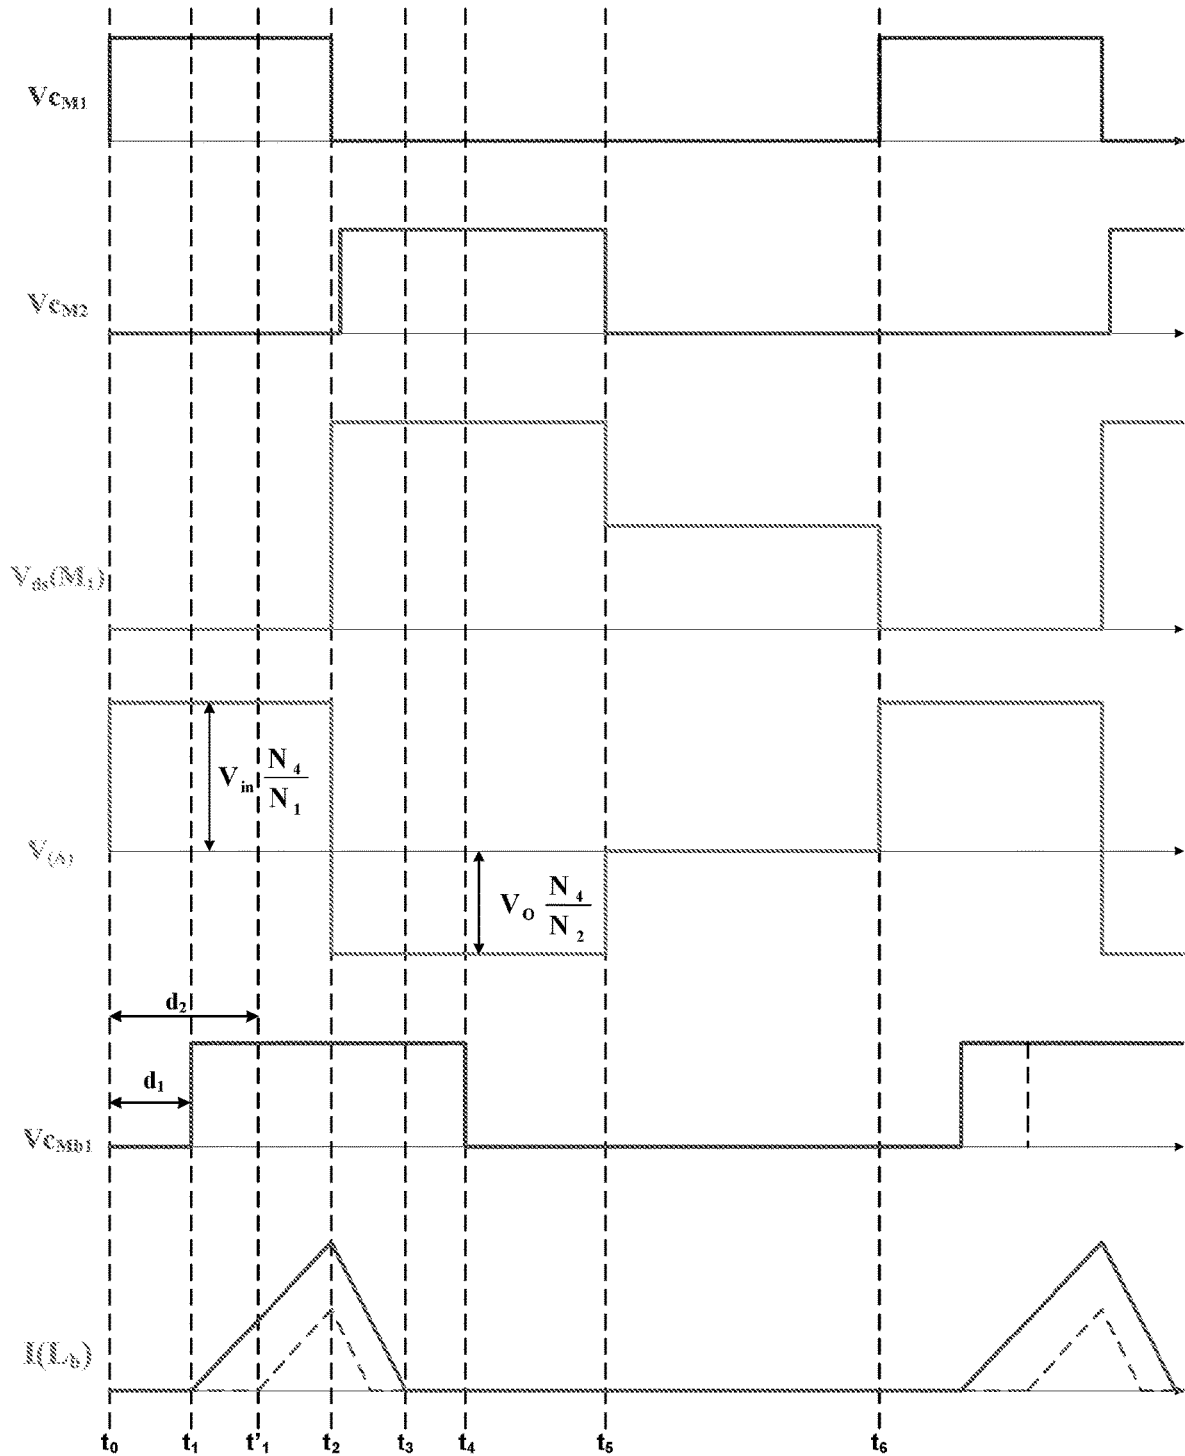 Vc_M1
Vc_M2
V_ds(M_1)
V_in N_4/N_1
V_(A)
V_O N_4/N_2
d_2
d_1
Vc_Mb1
I(L_b)
t_0 t_1 t'_1 t_2 t_3 t_4 t_5 t_6